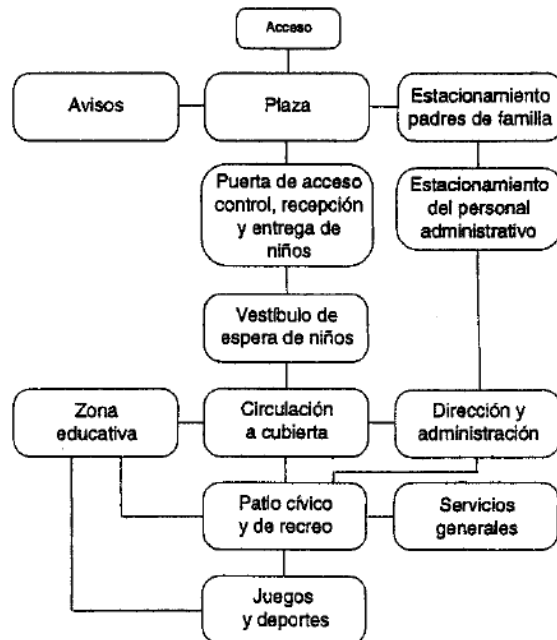 Acceso
Avisos
Plaza
Estacionamiento
padres de familia
Puerta de acceso
control, recepción
y entrega de
niños
Estacionamiento
del personal
administrativo
Vestíbulo de
espera de niños
Zona
educativa
Circulación
a cubierta
Dirección y
administración
Patio cívico
y de recreo
Servicios
generales
Juegos
y deportes